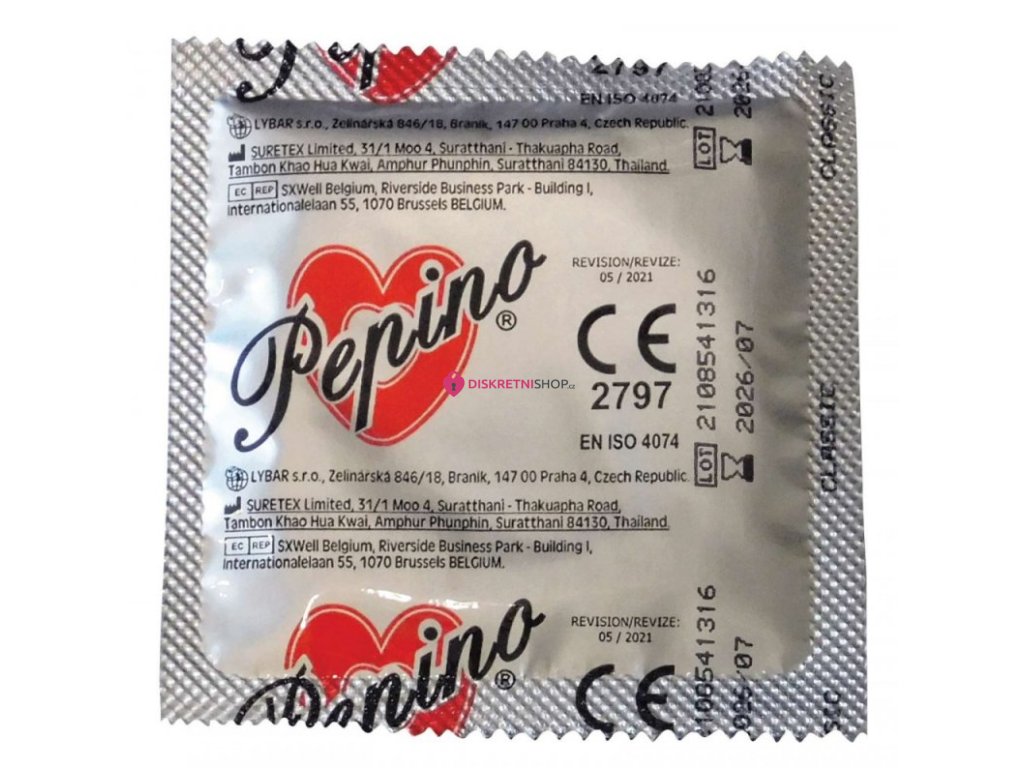 2797
EN ISO 4074
LYBAR s.r.o., Zelinářská 846/18, Braník, 147 00 Praha 4, Czech Republic.
SURETEX Limited, 31/1 Moo 4, Suratthani - Thakuapha Road,
Tambon Khao Hua Kwai, Amphur Phunphin, Suratthani 84130, Thailand.
EC REP SXWell Belgium, Riverside Business Park - Building I,
Internationalelaan 55, 1070 Brussels BELGIUM.
LOT
CLASSIC
Pepino®
REVISION/REVIZE:
05 / 2021
CE
2797
EN ISO 4074
LOT 2108541316
2026/07
CLASSIC
DISKRETNISHOP.cz
LYBAR s.r.o., Zelinářská 846/18, Braník, 147 00 Praha 4, Czech Republic.
SURETEX Limited, 31/1 Moo 4, Suratthani - Thakuapha Road,
Tambon Khao Hua Kwai, Amphur Phunphin, Suratthani 84130, Thailand.
EC REP SXWell Belgium, Riverside Business Park - Building I,
Internationalelaan 55, 1070 Brussels BELGIUM.
Pepino®
REVISION/REVIZE:
05 / 2021
CE